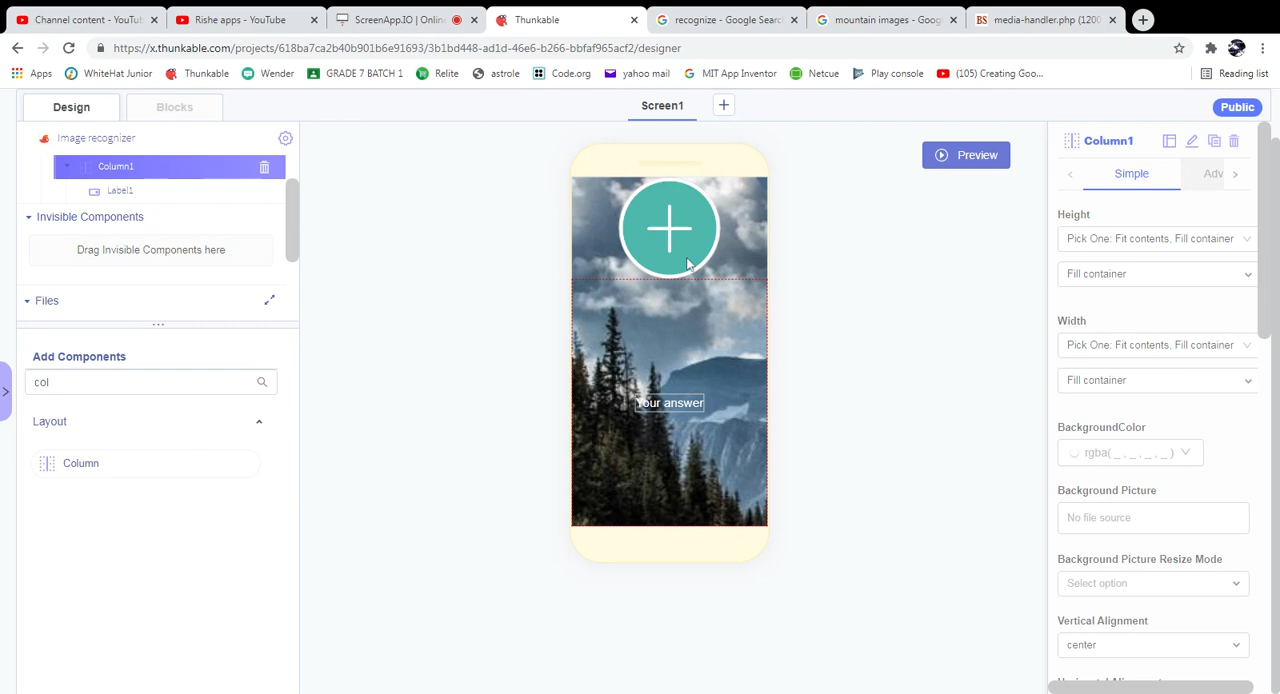 Channel content - YouTub
Rishe apps - YouTube
ScreenApp.IO | Online
Thunkable
recognize - Google Searc
mountain images - Googl
media-handler.php (1200
https://x.thunkable.com/projects/618ba7ca2b40b901b6e91693/3b1bd448-ad1d-46e6-b266-bbfaf965acf2/designer
Apps
WhiteHat Junior
Thunkable
Wender
GRADE 7 BATCH 1
Relite
astrole
Code.org
yahoo mail
MIT App Inventor
Netcue
Play console
(105) Creating Goo...
Reading list
Design
Blocks
Screen1
Public
Image recognizer
Column1
Label1
Invisible Components
Drag Invisible Components here
Files
Add Components
col
Layout
Column
Preview
Your answer
Column1
Simple
Adv
Height
Pick One: Fit contents, Fill container
Fill container
Width
Pick One: Fit contents, Fill container
Fill container
BackgroundColor
rgba( _ , _ , _ , _ )
Background Picture
No file source
Background Picture Resize Mode
Select option
Vertical Alignment
center